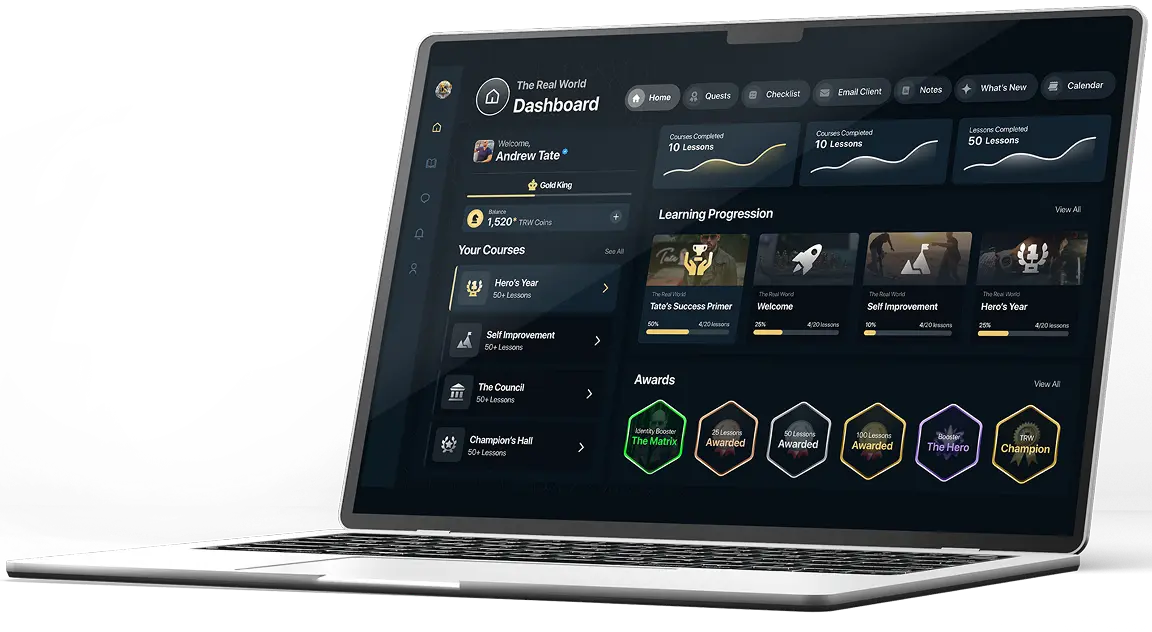 The Real World
Dashboard
Home
Quests
Checklist
Email Client
Notes
What's New
Calendar
Welcome,
Andrew Tate
Gold King
Balance
1,520* TRW Coins
Your Courses
See All
Hero's Year
50+ Lessons
Self Improvement
50+ Lessons
The Council
50+ Lessons
Champion's Hall
50+ Lessons
Courses Completed
10 Lessons
Courses Completed
10 Lessons
Lessons Completed
50 Lessons
Learning Progression
View All
Tate
The Real World
Tate's Success Primer
50%
4/20 lessons
The Real World
Welcome
25%
4/20 lessons
The Real World
Self Improvement
10%
4/20 lessons
1
The Real World
Hero's Year
25%
4/20 lessons
Awards
View All
Identity Booster
The Matrix
25 Lessons
Awarded
50 Lessons
Awarded
100 Lessons
Awarded
Booster
The Hero
TRW
Champion